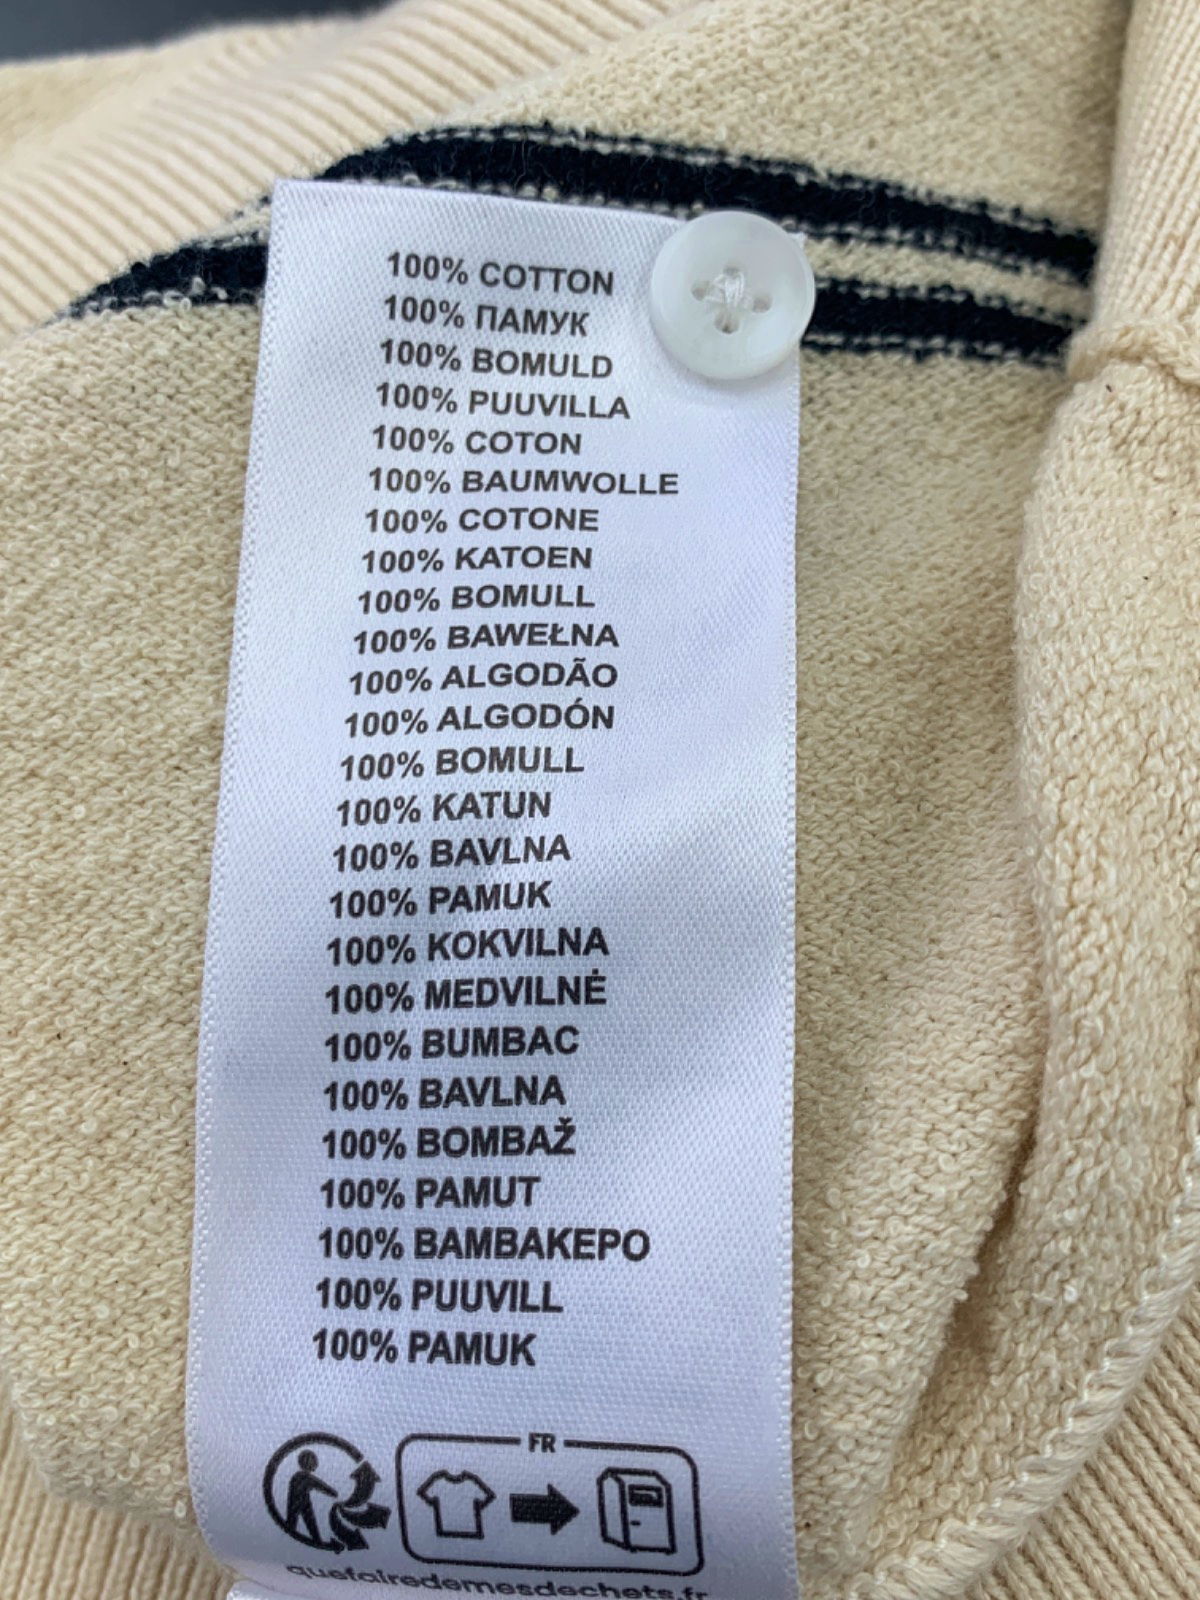 100% COTTON
100% ПАМУК
100% BOMULD
100% PUUVILLA
100% COTON
100% BAUMWOLLE
100% COTONE
100% KATOEN
100% BOMULL
100% BAWEŁNA
100% ALGODÃO
100% ALGODÓN
100% BOMULL
100% KATUN
100% BAVLNA
100% PAMUK
100% KOKVILNA
100% MEDVILNĖ
100% BUMBAC
100% BAVLNA
100% BOMBAŽ
100% PAMUT
100% ΒΑΜΒΑΚΕΡΟ
100% PUUVILL
100% PAMUK
FR
quefairedemesdechets.fr